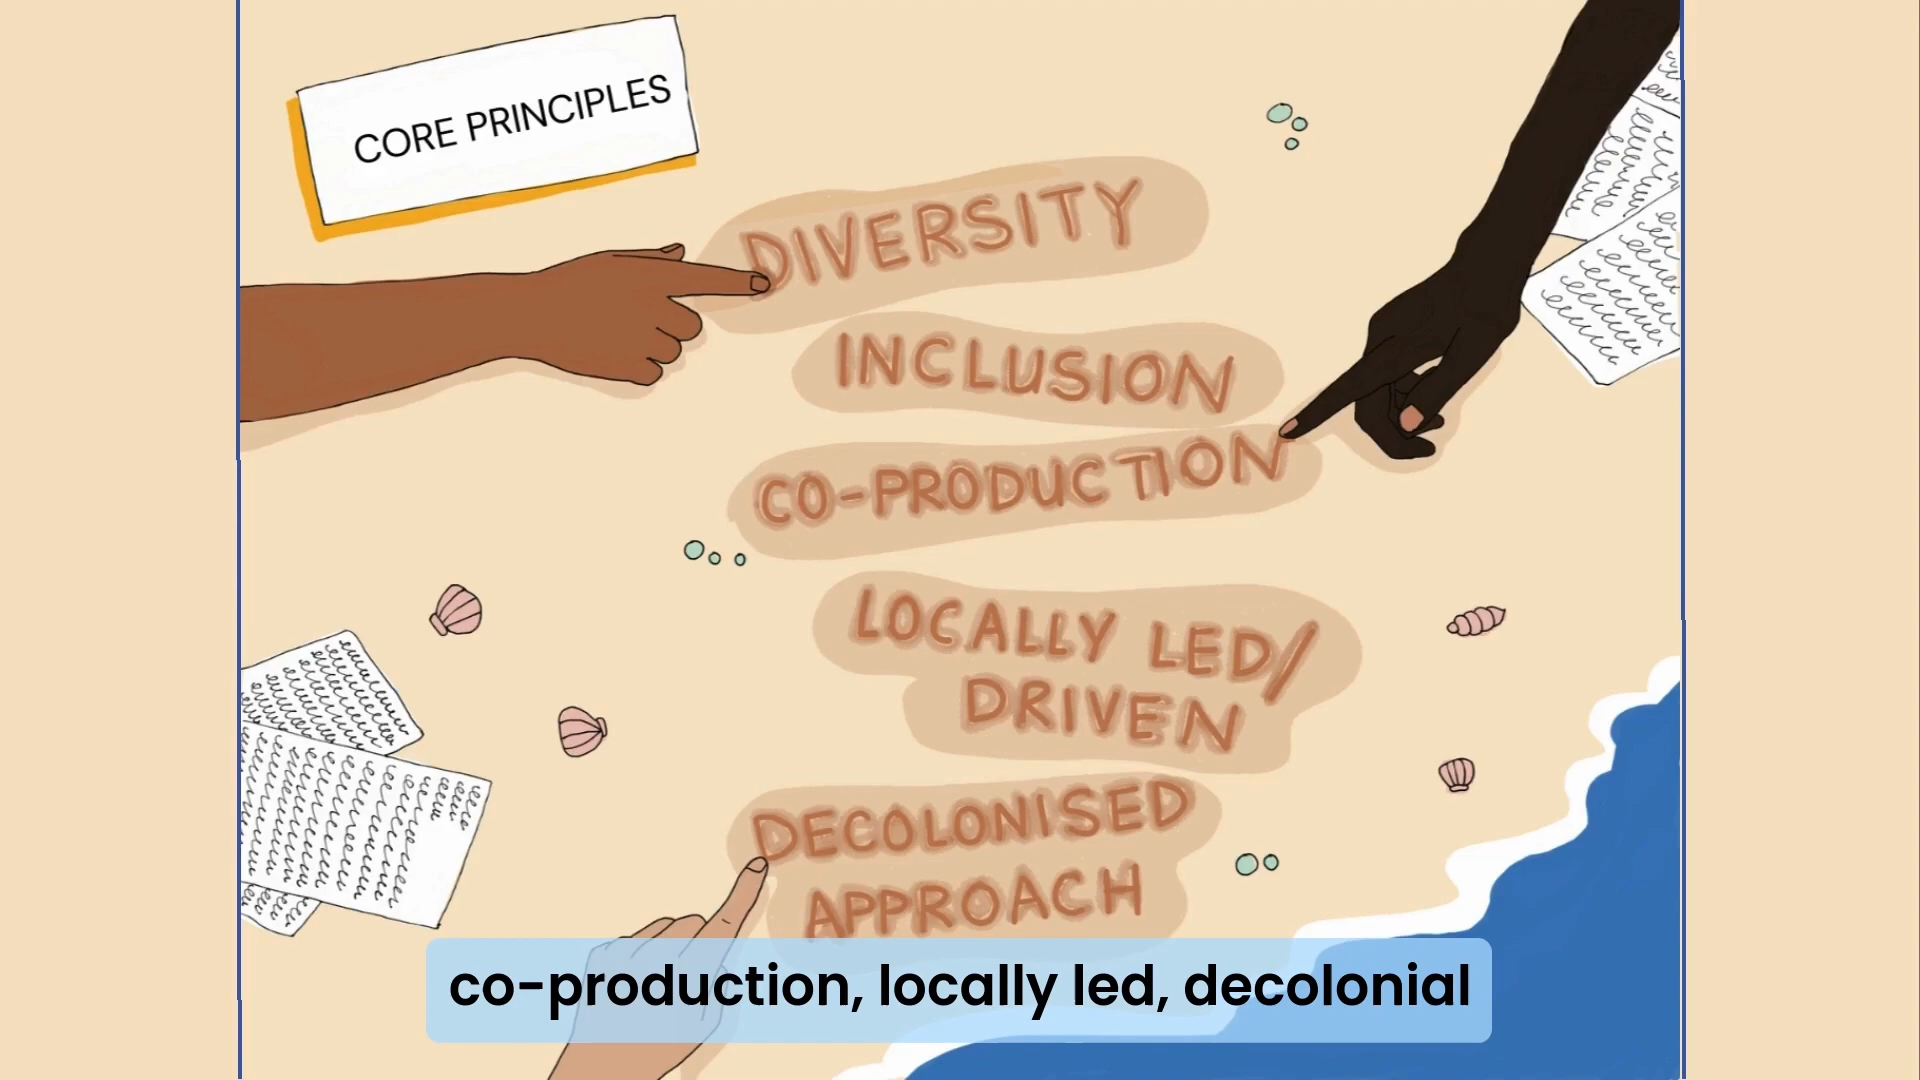 CORE PRINCIPLES
DIVERSITY
INCLUSION
CO-PRODUCTION
LOCALLY LED/
DRIVEN
DECOLONISED
APPROACH
co-production, locally led, decolonial